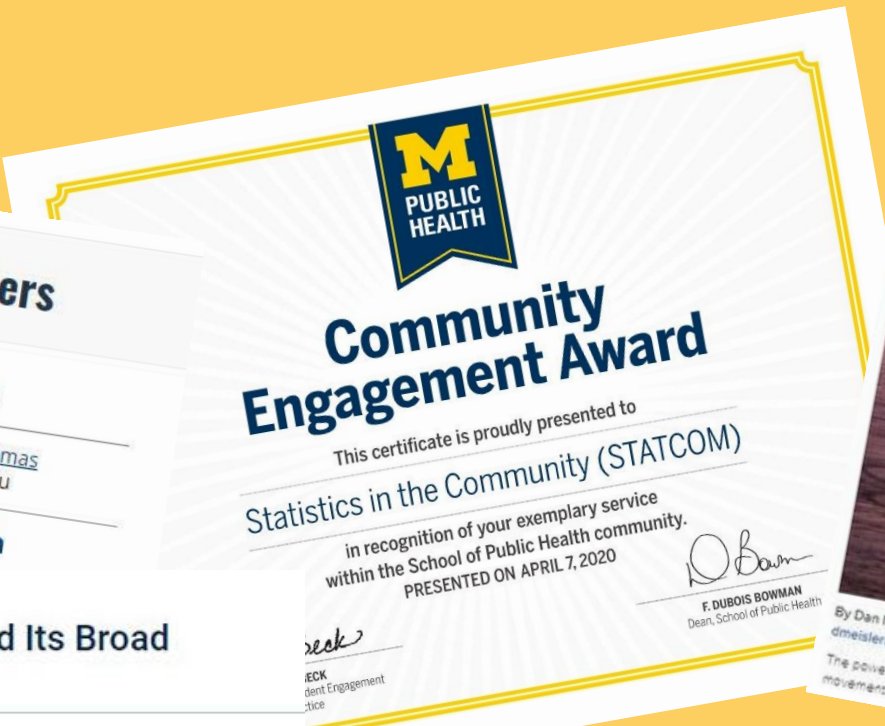 M
PUBLIC
HEALTH
Community
Engagement Award
This certificate is proudly presented to
Statistics in the Community (STATCOM)
in recognition of your exemplary service
within the School of Public Health community.
PRESENTED ON APRIL 7, 2020
D Bowm
F. DUBOIS BOWMAN
Dean, School of Public Health
eck
ECK
dent Engagement
ctice
ers
mas
u
d Its Broad
By Dan
dmeisler
The powe
movement